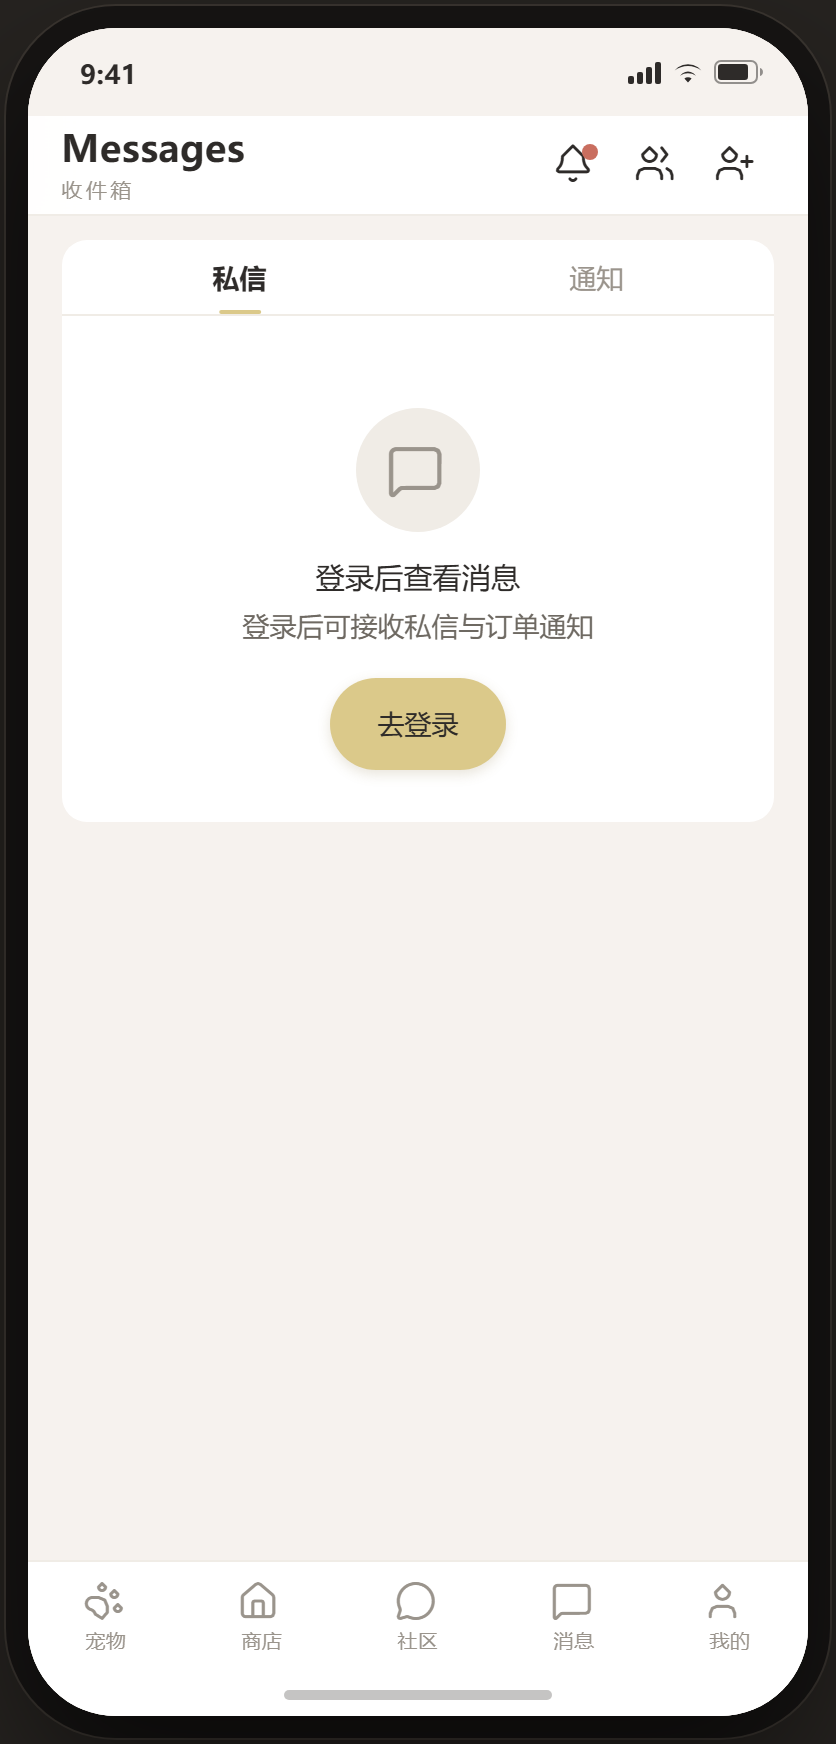 9:41
Messages
收件箱
私信
通知
登录后查看消息
登录后可接收私信与订单通知
去登录
宠物
商店
社区
消息
我的